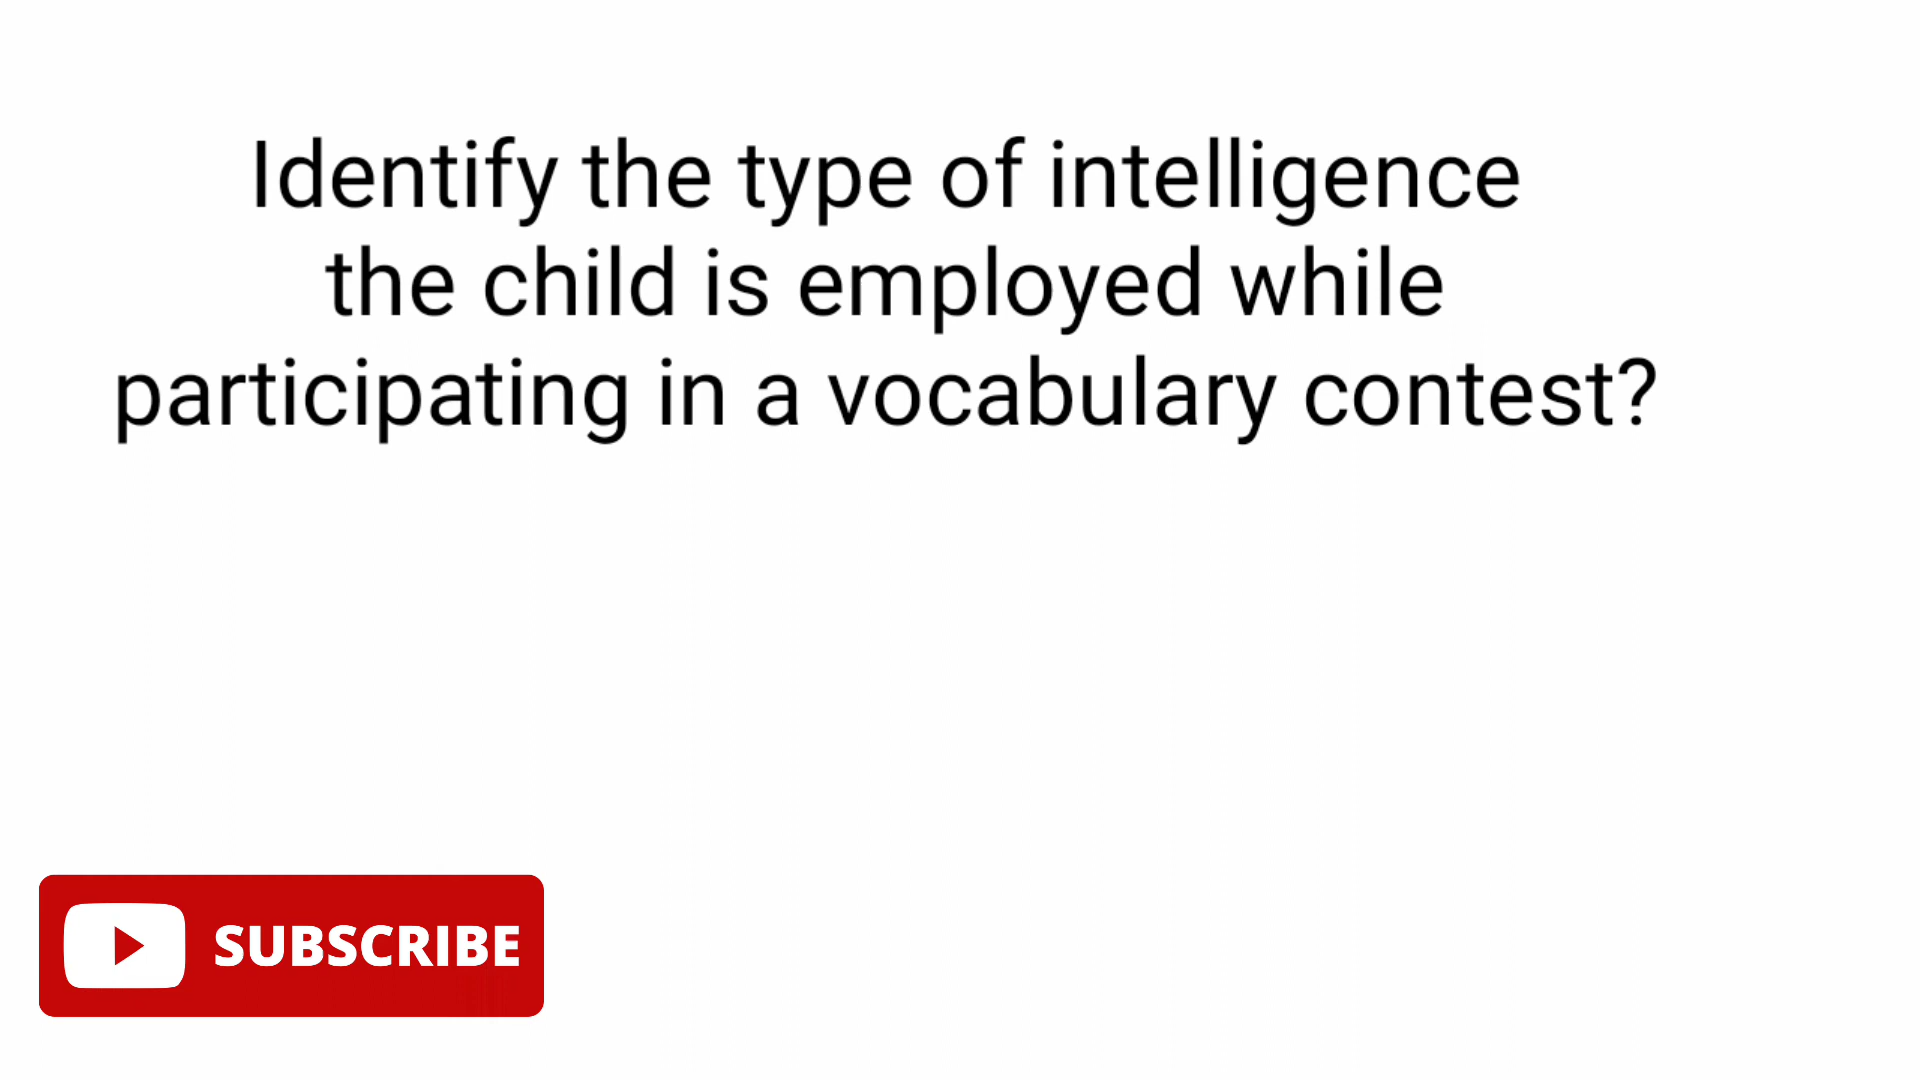 Identify the type of intelligence
the child is employed while
participating in a vocabulary contest?
SUBSCRIBE